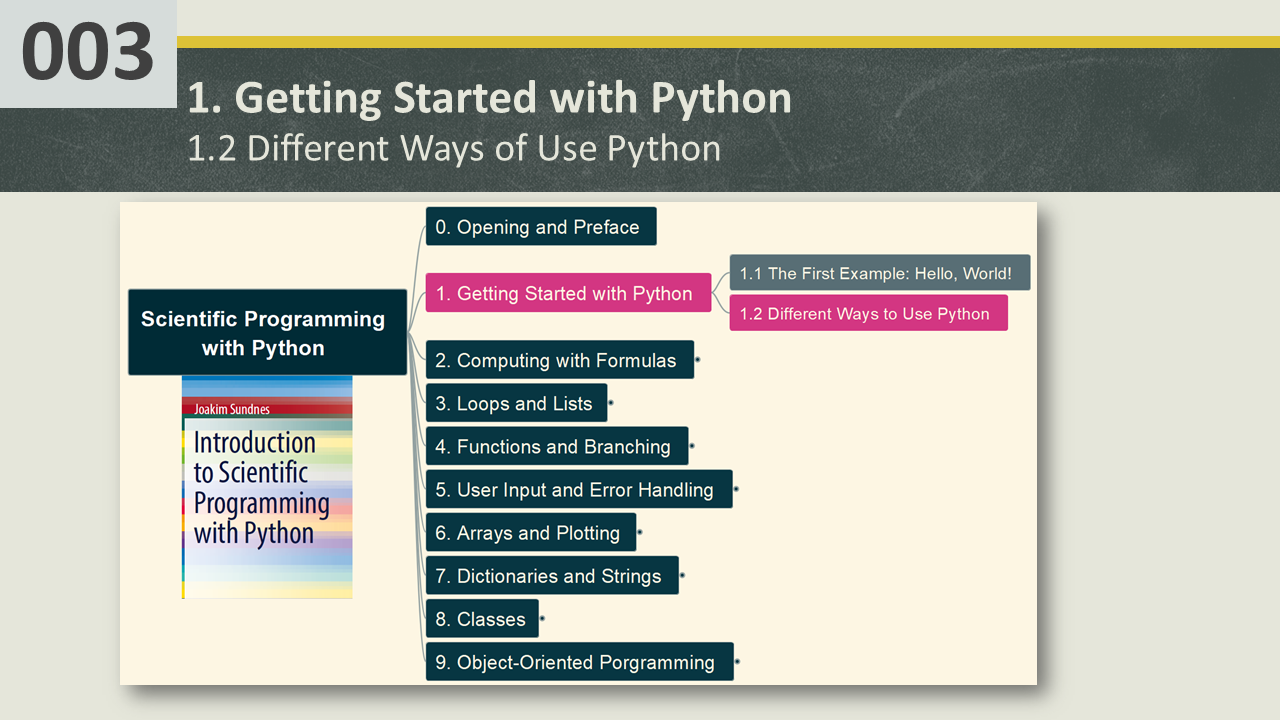 003
1. Getting Started with Python
1.2 Different Ways of Use Python
Scientific Programming
with Python
Joakim Sundnes
Introduction
to Scientific
Programming
with Python
0. Opening and Preface
1. Getting Started with Python
1.1 The First Example: Hello, World!
1.2 Different Ways to Use Python
2. Computing with Formulas
3. Loops and Lists
4. Functions and Branching
5. User Input and Error Handling
6. Arrays and Plotting
7. Dictionaries and Strings
8. Classes
9. Object-Oriented Porgramming